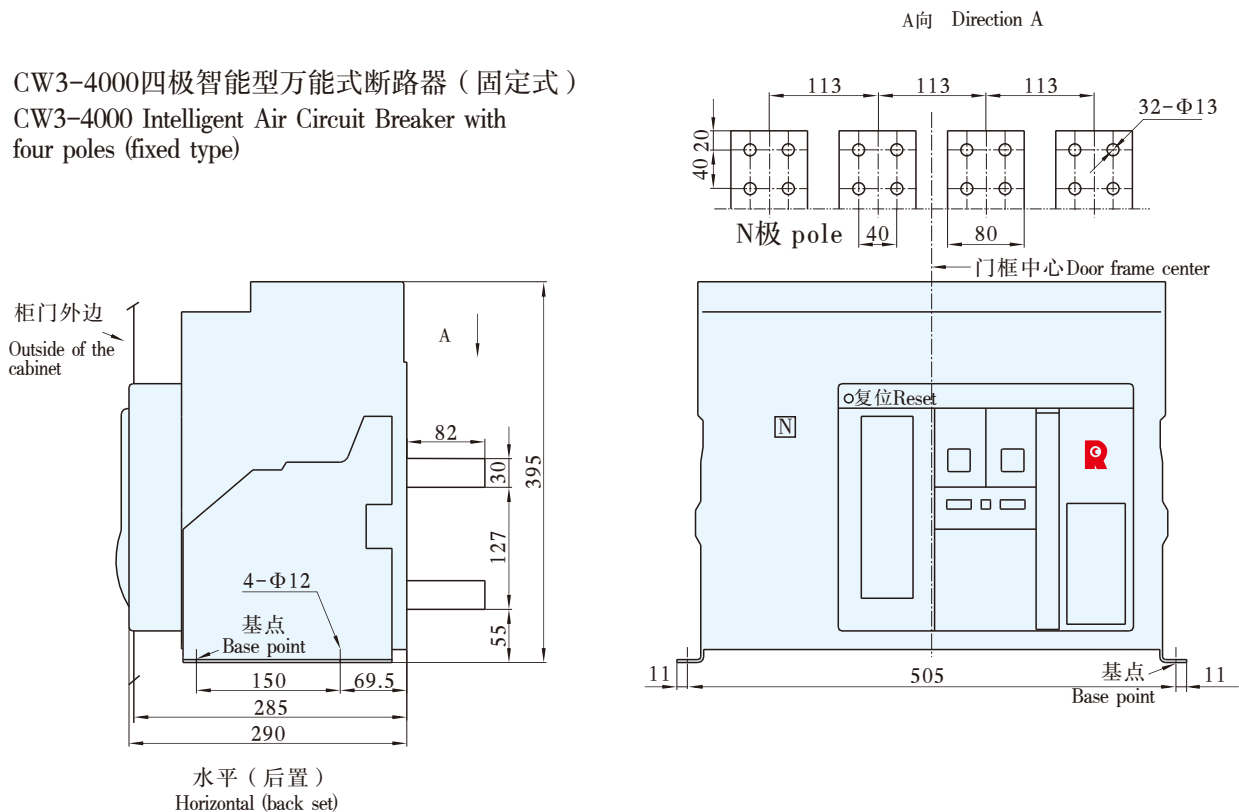 A向 Direction A
CW3-4000四极智能型万能式断路器（固定式）
CW3-4000 Intelligent Air Circuit Breaker with
four poles (fixed type)
113
113
113
32-Φ13
20
40
N极 pole
40
80
门框中心Door frame center
柜门外边
Outside of the
cabinet
A
82
30
395
127
55
4-Φ12
基点
Base point
150
69.5
285
290
水平（后置）
Horizontal (back set)
复位Reset
N
R
11
505
基点
Base point
11